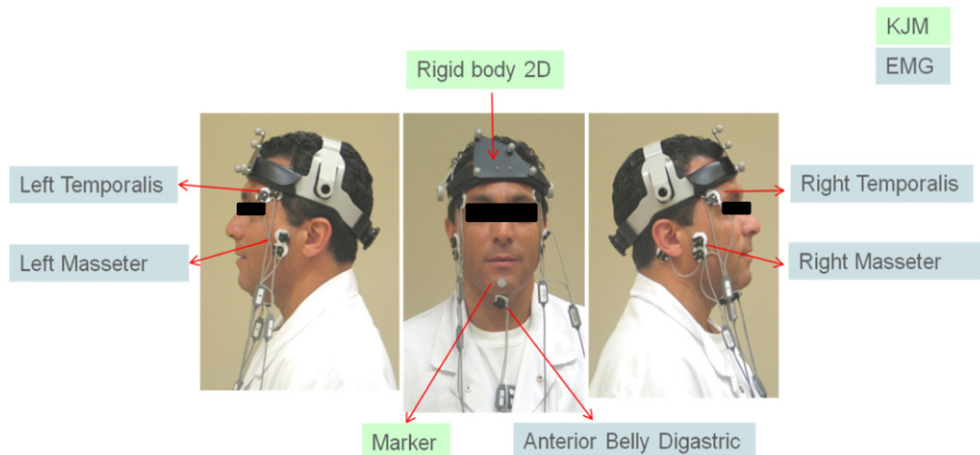 KJM
EMG
Rigid body 2D
Left Temporalis
Right Temporalis
Left Masseter
Right Masseter
Marker
Anterior Belly Digastric